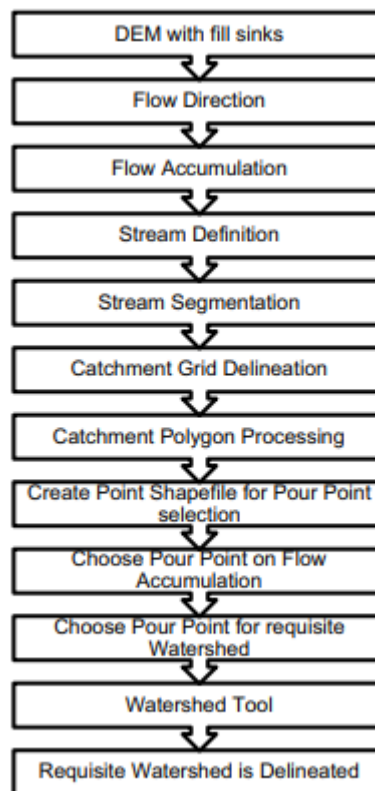 DEM with fill sinks
Flow Direction
Flow Accumulation
Stream Definition
Stream Segmentation
Catchment Grid Delineation
Catchment Polygon Processing
Create Point Shapefile for Pour Point
selection
Choose Pour Point on Flow
Accumulation
Choose Pour Point for requisite
Watershed
Watershed Tool
Requisite Watershed is Delineated